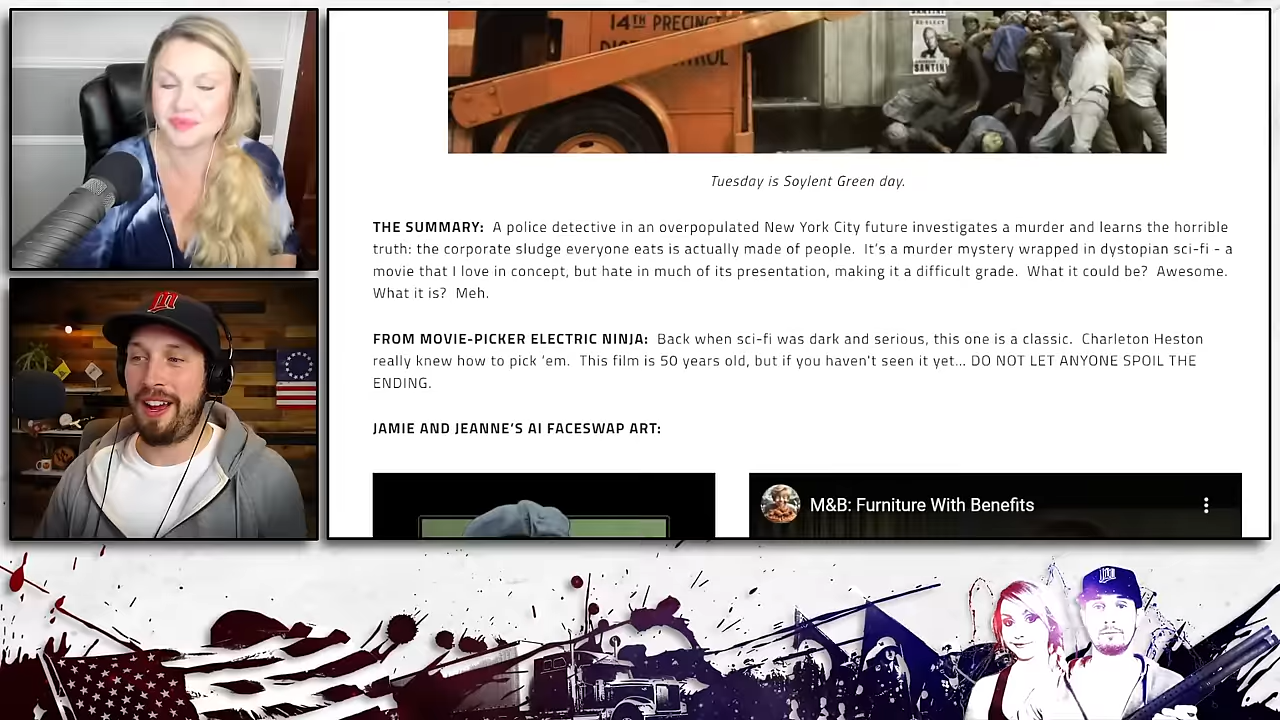 14TH PRECINCT
RE-ELECT
SANTINI
Tuesday is Soylent Green day.
THE SUMMARY: A police detective in an overpopulated New York City future investigates a murder and learns the horrible
truth: the corporate sludge everyone eats is actually made of people. It's a murder mystery wrapped in dystopian sci-fi - a
movie that I love in concept, but hate in much of its presentation, making it a difficult grade. What it could be? Awesome.
What it is? Meh.
FROM MOVIE-PICKER ELECTRIC NINJA: Back when sci-fi was dark and serious, this one is a classic. Charleton Heston
really knew how to pick 'em. This film is 50 years old, but if you haven't seen it yet... DO NOT LET ANYONE SPOIL THE
ENDING.
JAMIE AND JEANNE'S AI FACESWAP ART:
M&B: Furniture With Benefits